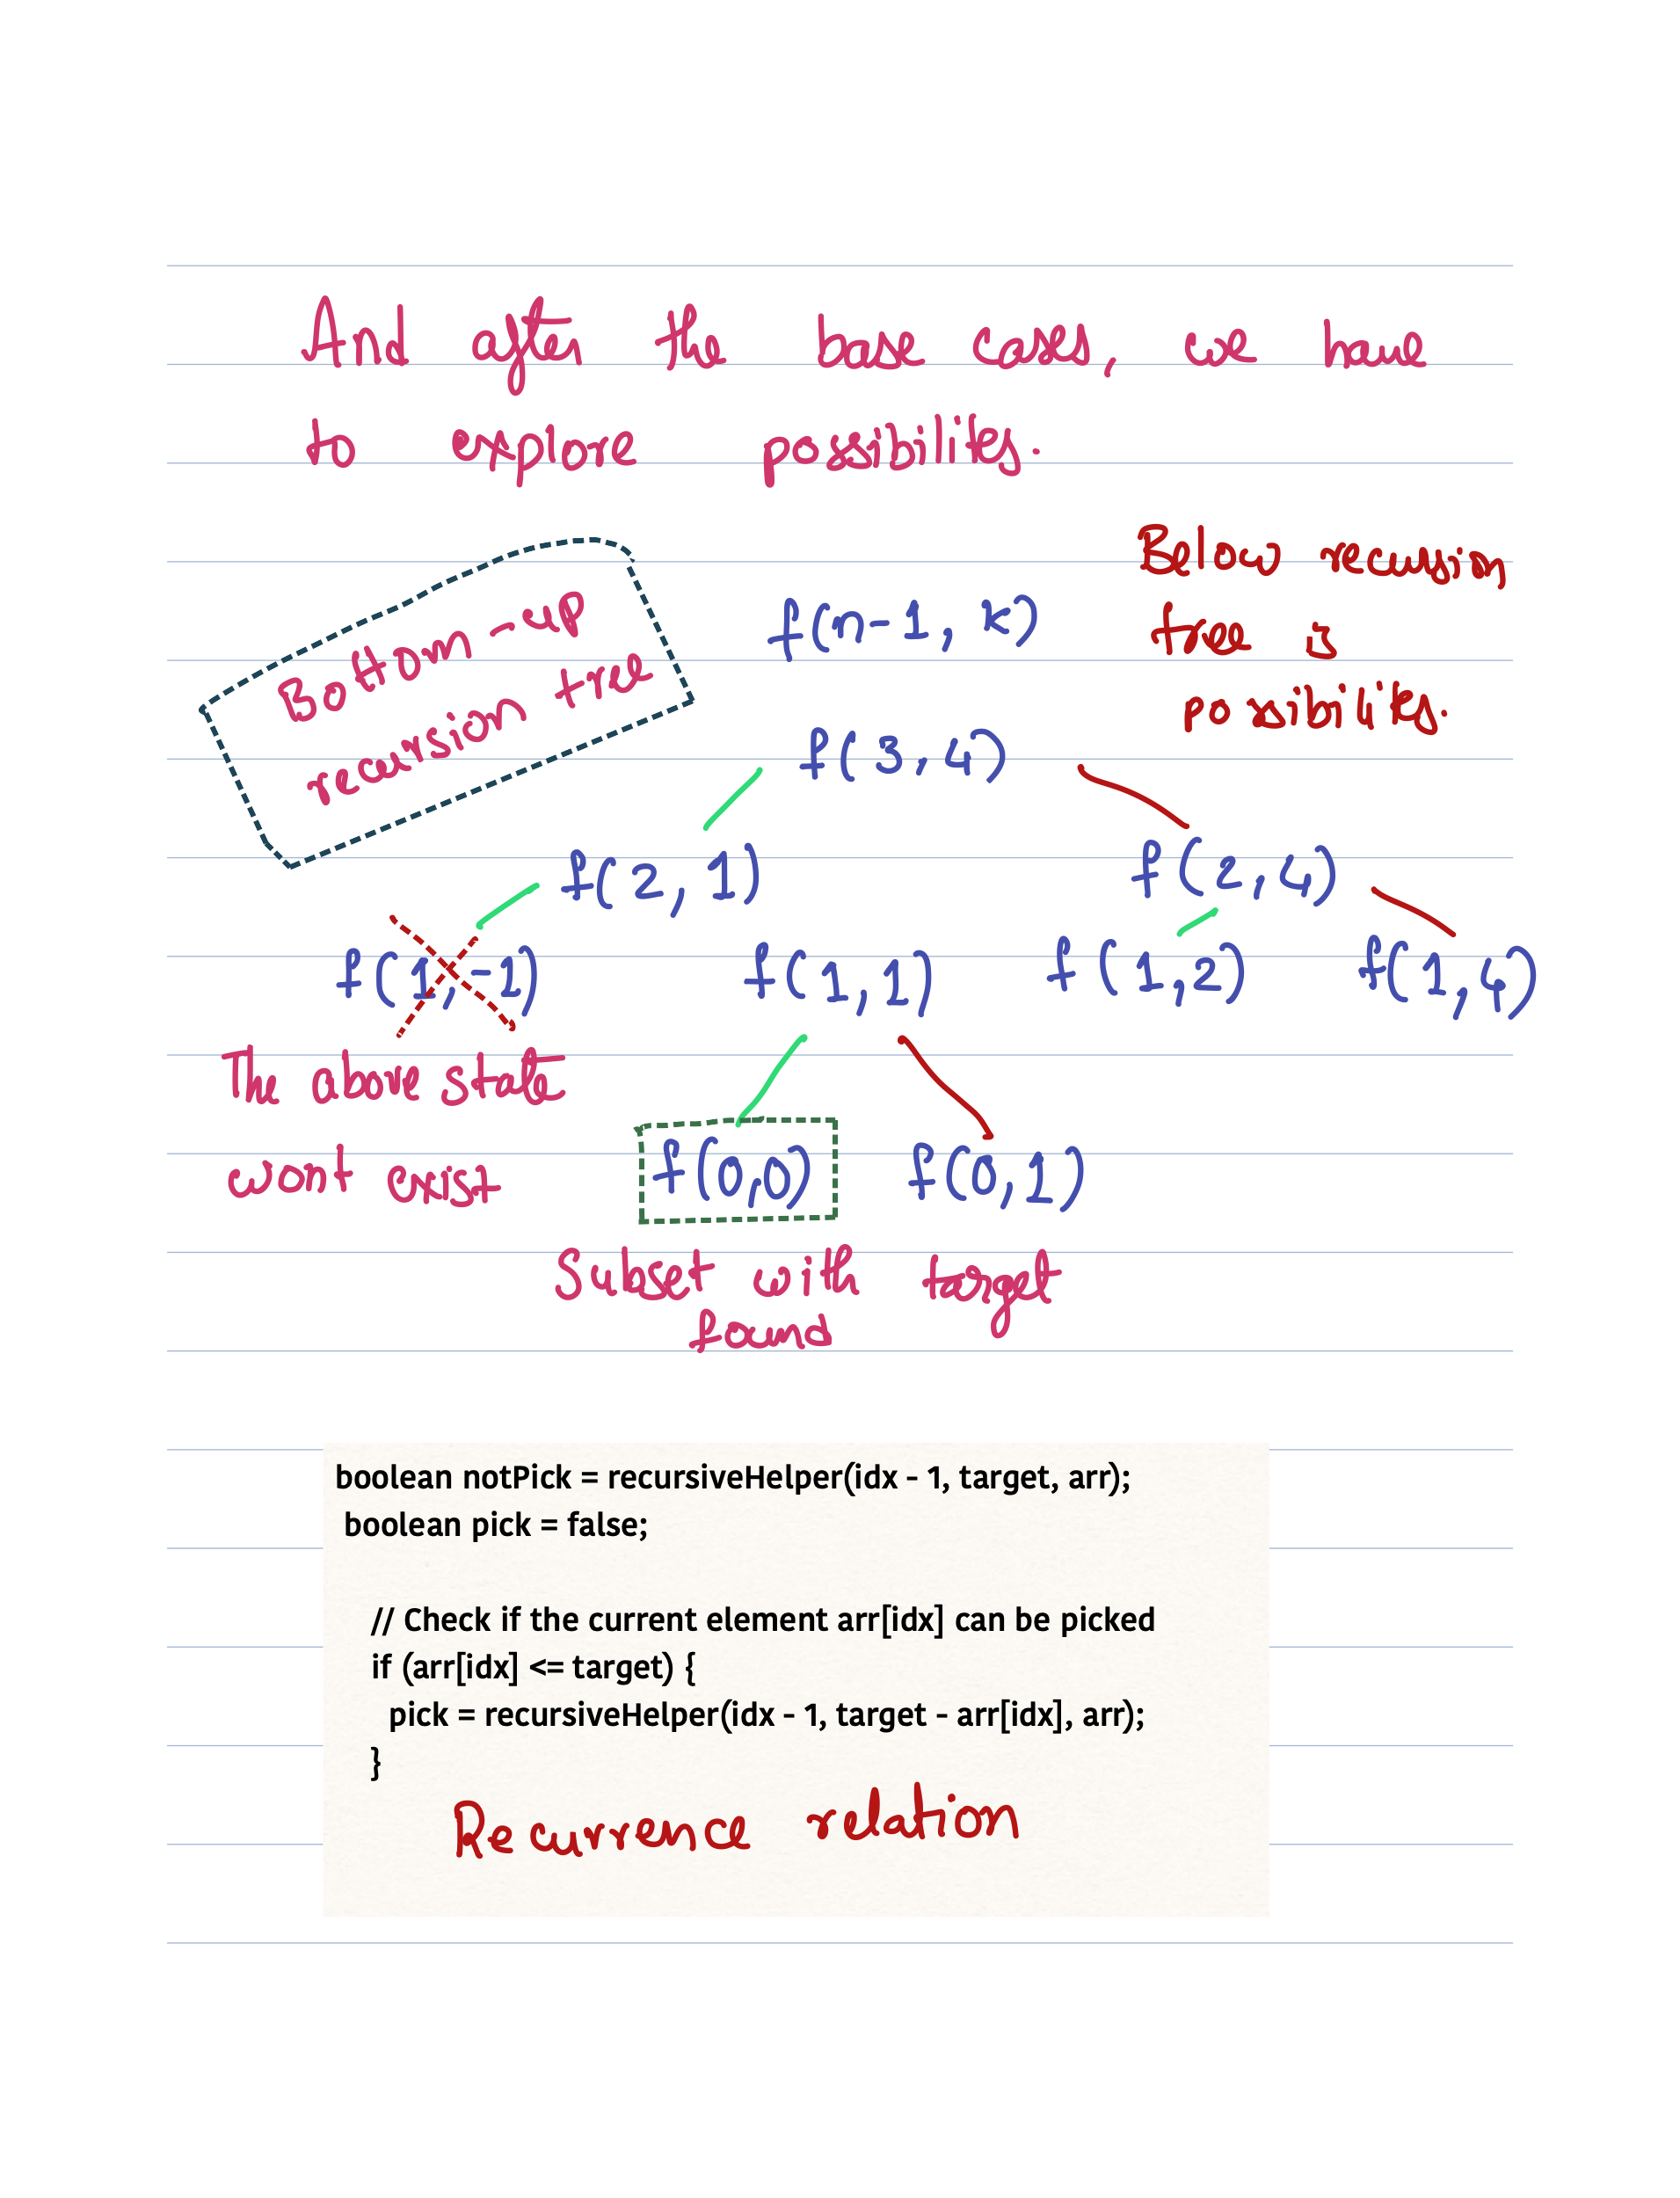 And after the base cases, we have
to explore possibilites.
Below recursion
tree is
possibilites.
Bottom-up
recursion tree
f(n-1, k)
f(3,4)
f(2,1) f(2,4)
f(1,-1) f(1,1) f(1,2) f(1,4)
The above state
wont exist
f(0,0) f(0,1)
Subset with target
found
boolean notPick = recursiveHelper(idx - 1, target, arr);
boolean pick = false;
// Check if the current element arr[idx] can be picked
if (arr[idx] <= target) {
pick = recursiveHelper(idx - 1, target - arr[idx], arr);
}
Recurrence relation